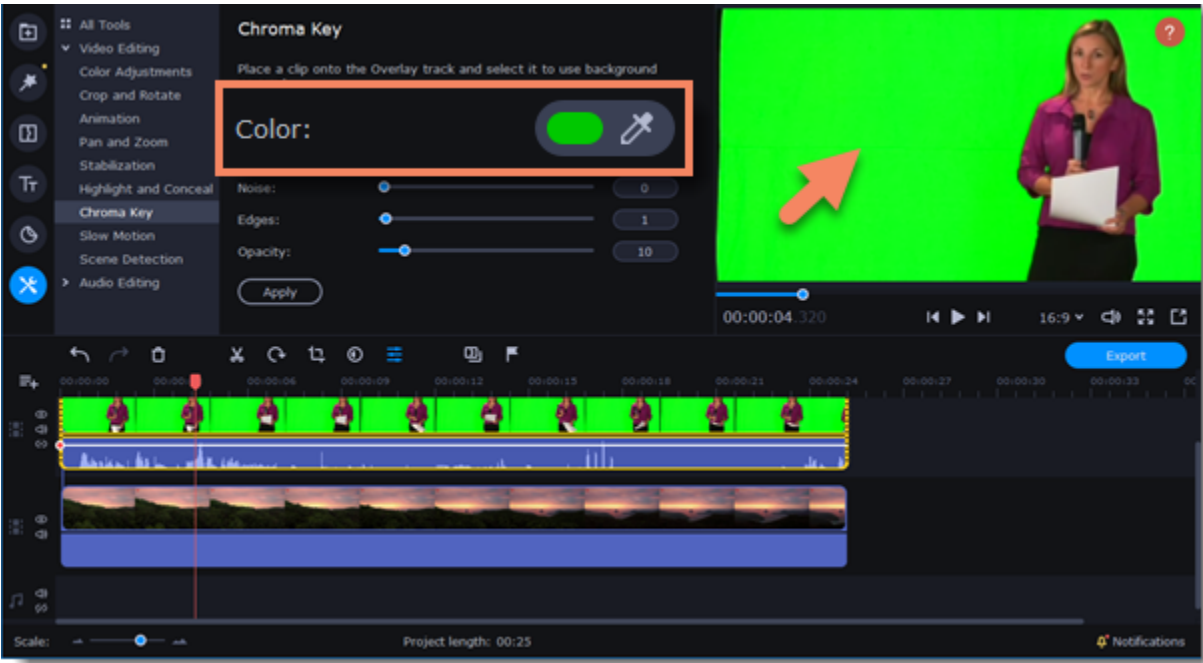 All Tools
Video Editing
Color Adjustments
Crop and Rotate
Animation
Pan and Zoom
Stabilization
Highlight and Conceal
Chroma Key
Slow Motion
Scene Detection
Audio Editing
Chroma Key
Place a clip onto the Overlay track and select it to use background
Color:
Noise: 0
Edges: 1
Opacity: 10
Apply
?
00:00:04.320
16:9
Export
00:00:00 00:00: 00:00:06 00:00:09 00:00:12 00:00:15 00:00:18 00:00:21 00:00:24 00:00:27 00:00:30 00:00:33 00
Scale:
Project length: 00:25
Notifications